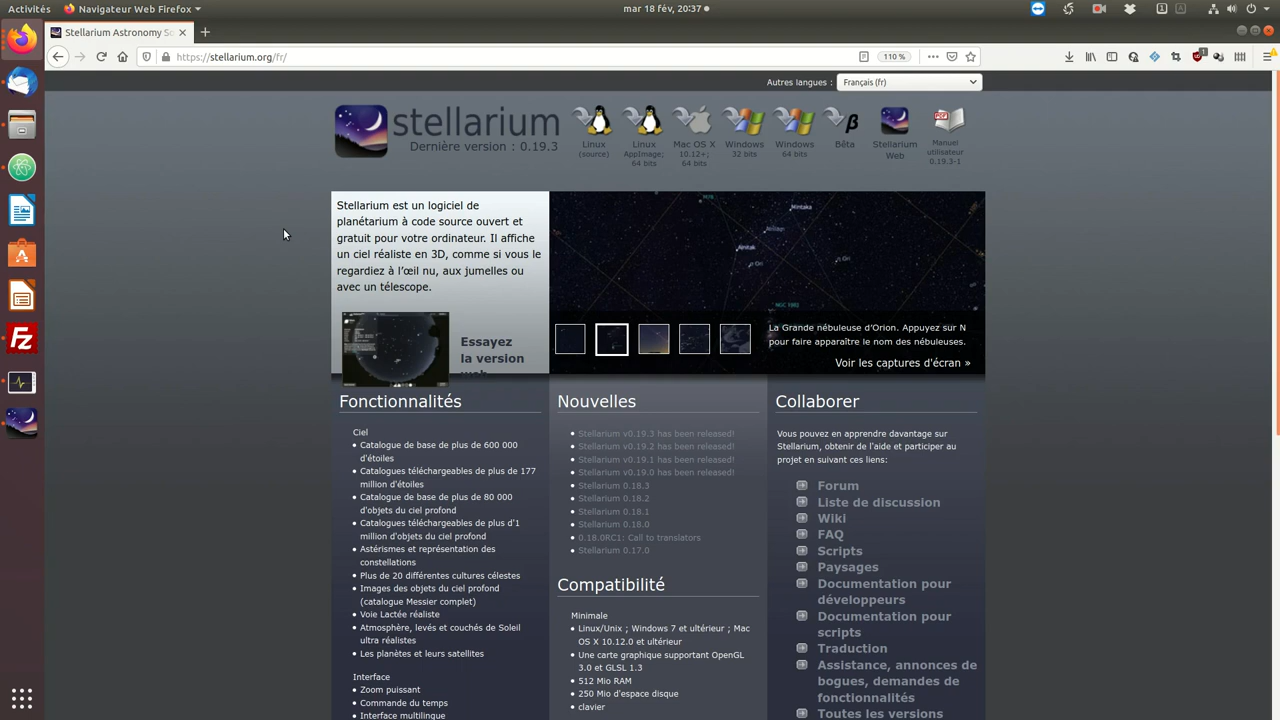 Activités
Navigateur Web Firefox
mar 18 fév, 20:37
Stellarium Astronomy So
https://stellarium.org/fr/
110 %
Autres langues :
Français (fr)
stellarium
Dernière version : 0.19.3
Linux
(source)
Linux
AppImage;
64 bits
Mac OS X
10.12+;
64 bits
Windows
32 bits
Windows
64 bits
β
Bêta
Stellarium
Web
PDF
Manuel
utilisateur
0.19.3-1
Stellarium est un logiciel de
planétarium à code source ouvert et
gratuit pour votre ordinateur. Il affiche
un ciel réaliste en 3D, comme si vous le
regardiez à l'œil nu, aux jumelles ou
avec un télescope.
Essayez
la version
web
Mintaka
Alnilam
Alnitak
σ Ori
NGC 1982
La Grande nébuleuse d'Orion. Appuyez sur N
pour faire apparaître le nom des nébuleuses.
Voir les captures d'écran »
Fonctionnalités
Ciel
Catalogue de base de plus de 600 000
d'étoiles
Catalogues téléchargeables de plus de 177
million d'étoiles
Catalogue de base de plus de 80 000
d'objets du ciel profond
Catalogues téléchargeables de plus d'1
million d'objets du ciel profond
Astérismes et représentation des
constellations
Plus de 20 différentes cultures célestes
Images des objets du ciel profond
(catalogue Messier complet)
Voie Lactée réaliste
Atmosphère, levés et couchés de Soleil
ultra réalistes
Les planètes et leurs satellites
Interface
Zoom puissant
Commande du temps
Interface multilingue
Nouvelles
Stellarium v0.19.3 has been released!
Stellarium v0.19.2 has been released!
Stellarium v0.19.1 has been released!
Stellarium v0.19.0 has been released!
Stellarium 0.18.3
Stellarium 0.18.2
Stellarium 0.18.1
Stellarium 0.18.0
0.18.0RC1: Call to translators
Stellarium 0.17.0
Compatibilité
Minimale
Linux/Unix ; Windows 7 et ultérieur ; Mac
OS X 10.12.0 et ultérieur
Une carte graphique supportant OpenGL
3.0 et GLSL 1.3
512 Mio RAM
250 Mio d'espace disque
clavier
Collaborer
Vous pouvez en apprendre davantage sur
Stellarium, obtenir de l'aide et participer au
projet en suivant ces liens:
Forum
Liste de discussion
Wiki
FAQ
Scripts
Paysages
Documentation pour
développeurs
Documentation pour
scripts
Traduction
Assistance, annonces de
bogues, demandes de
fonctionnalités
Toutes les versions